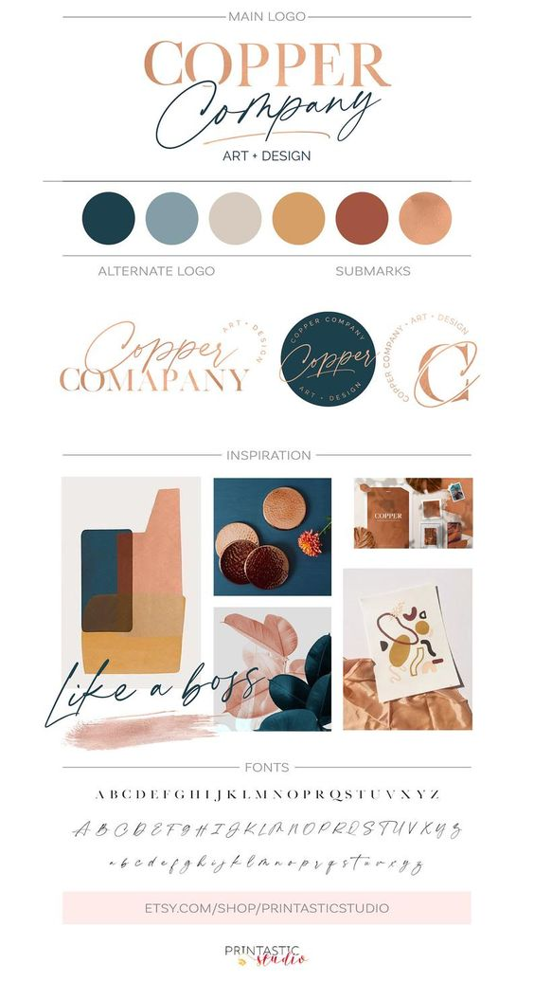 MAIN LOGO
COPPER
Company
ART + DESIGN
ALTERNATE LOGO
SUBMARKS
Copper
COMAPANY
ART + DESIGN
COPPER COMPANY
Copper
ART + DESIGN
COPPER COMPANY • ART + DESIGN
C
INSPIRATION
COPPER
Like a boss
FONTS
A B C D E F G H I J K L M N O P R Q S T U V X Y Z
A B C D E F G H I J K L M N O P R Q S T U V X Y Z
a b c d e f g h i j k l m n o p r q s t u v x y z
ETSY.COM/SHOP/PRINTASTICSTUDIO
PRINTASTIC
studio